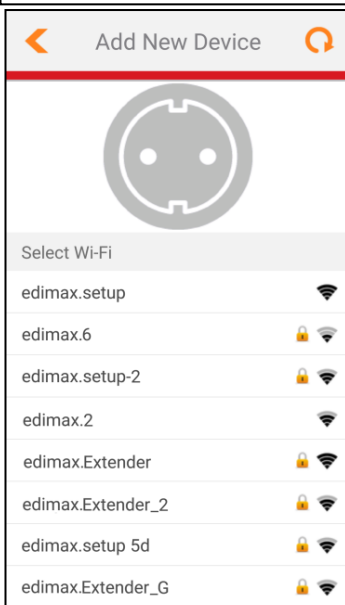 Add New Device
Select Wi-Fi
edimax.setup
edimax.6
edimax.setup-2
edimax.2
edimax.Extender
edimax.Extender_2
edimax.setup 5d
edimax.Extender_G